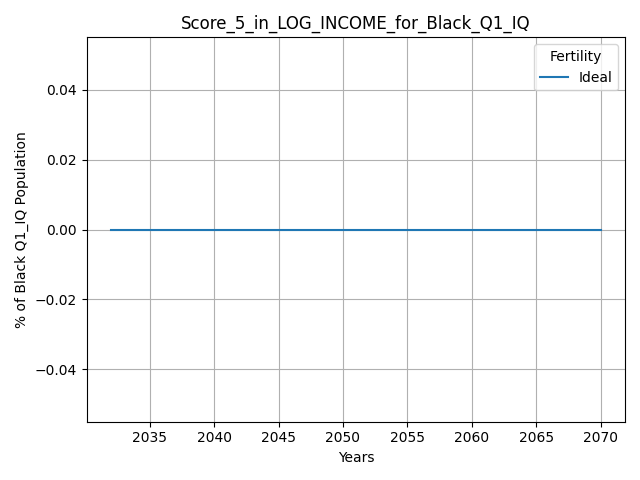 Score_5_in_LOG_INCOME_for_Black_Q1_IQ
Fertility
Ideal
0.04
0.02
0.00
−0.02
−0.04
% of Black Q1_IQ Population
2035 2040 2045 2050 2055 2060 2065 2070
Years